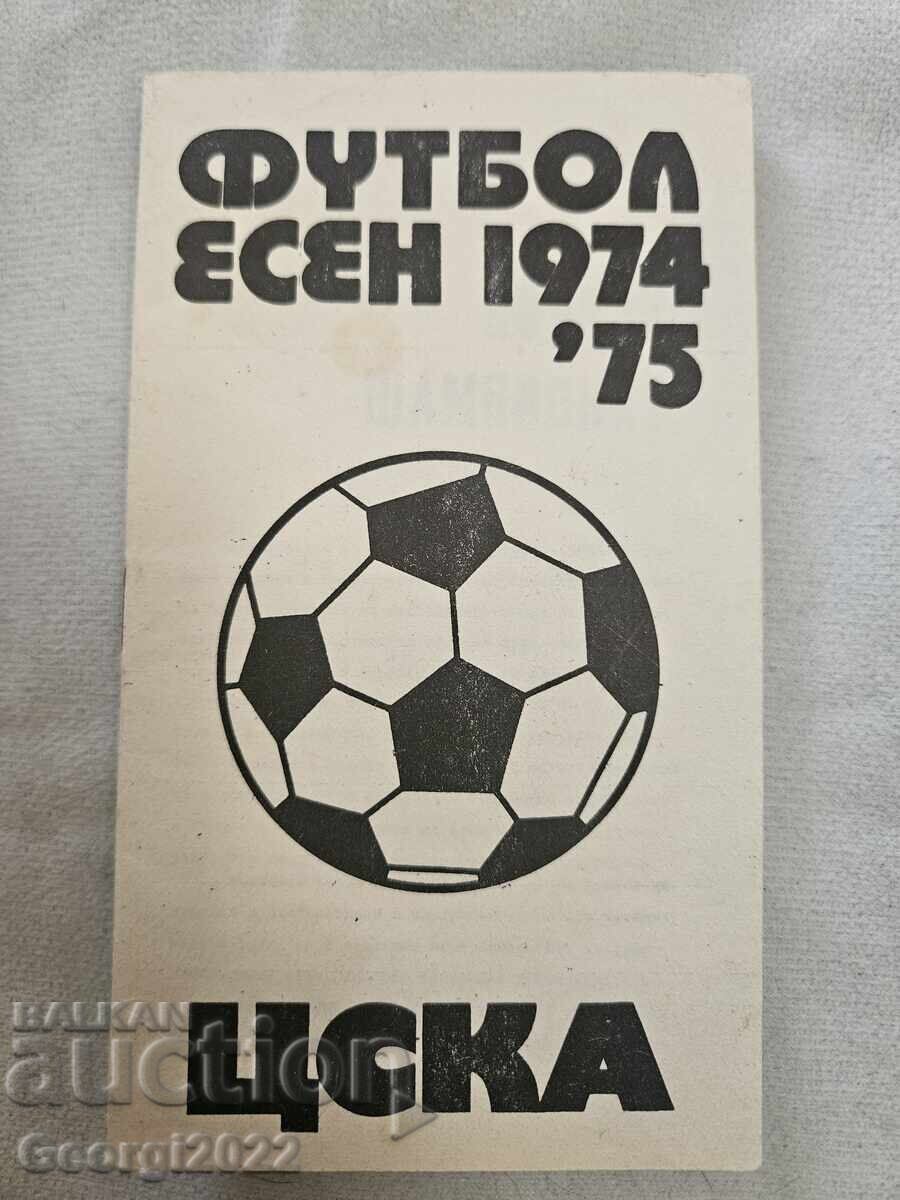 ФУТБОЛ
ЕСЕН 1974
'75
ЦСКА
BALKAN
auction
Georgi2022